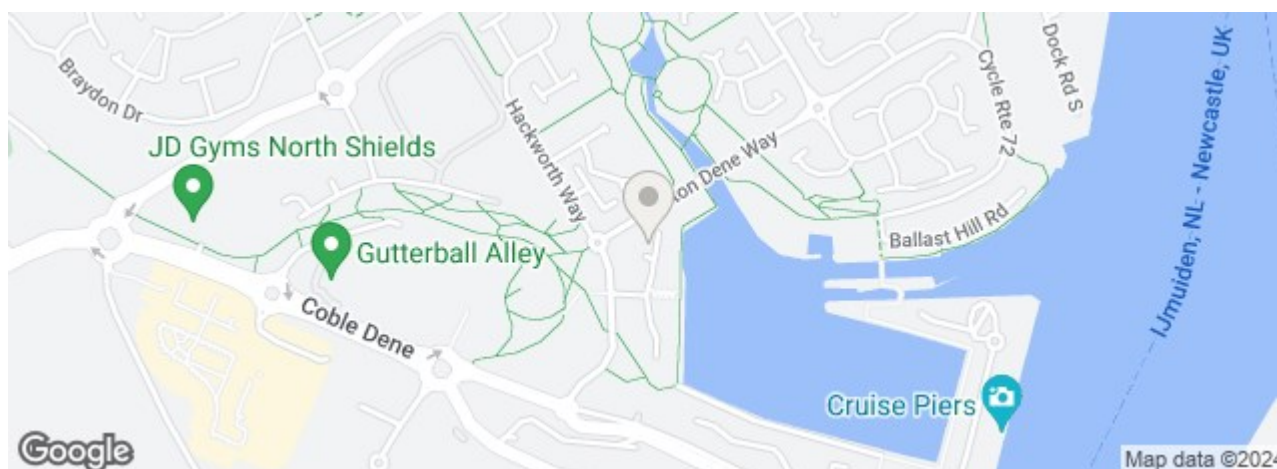 Braydon Dr
JD Gyms North Shields
Hackworth Way
Gutterball Alley
Coble Dene
on Dene Way
Cycle Rte 72
Dock Rd S
Ballast Hill Rd
IJmuiden, NL - Newcastle, UK
Cruise Piers
Google
Map data ©2024